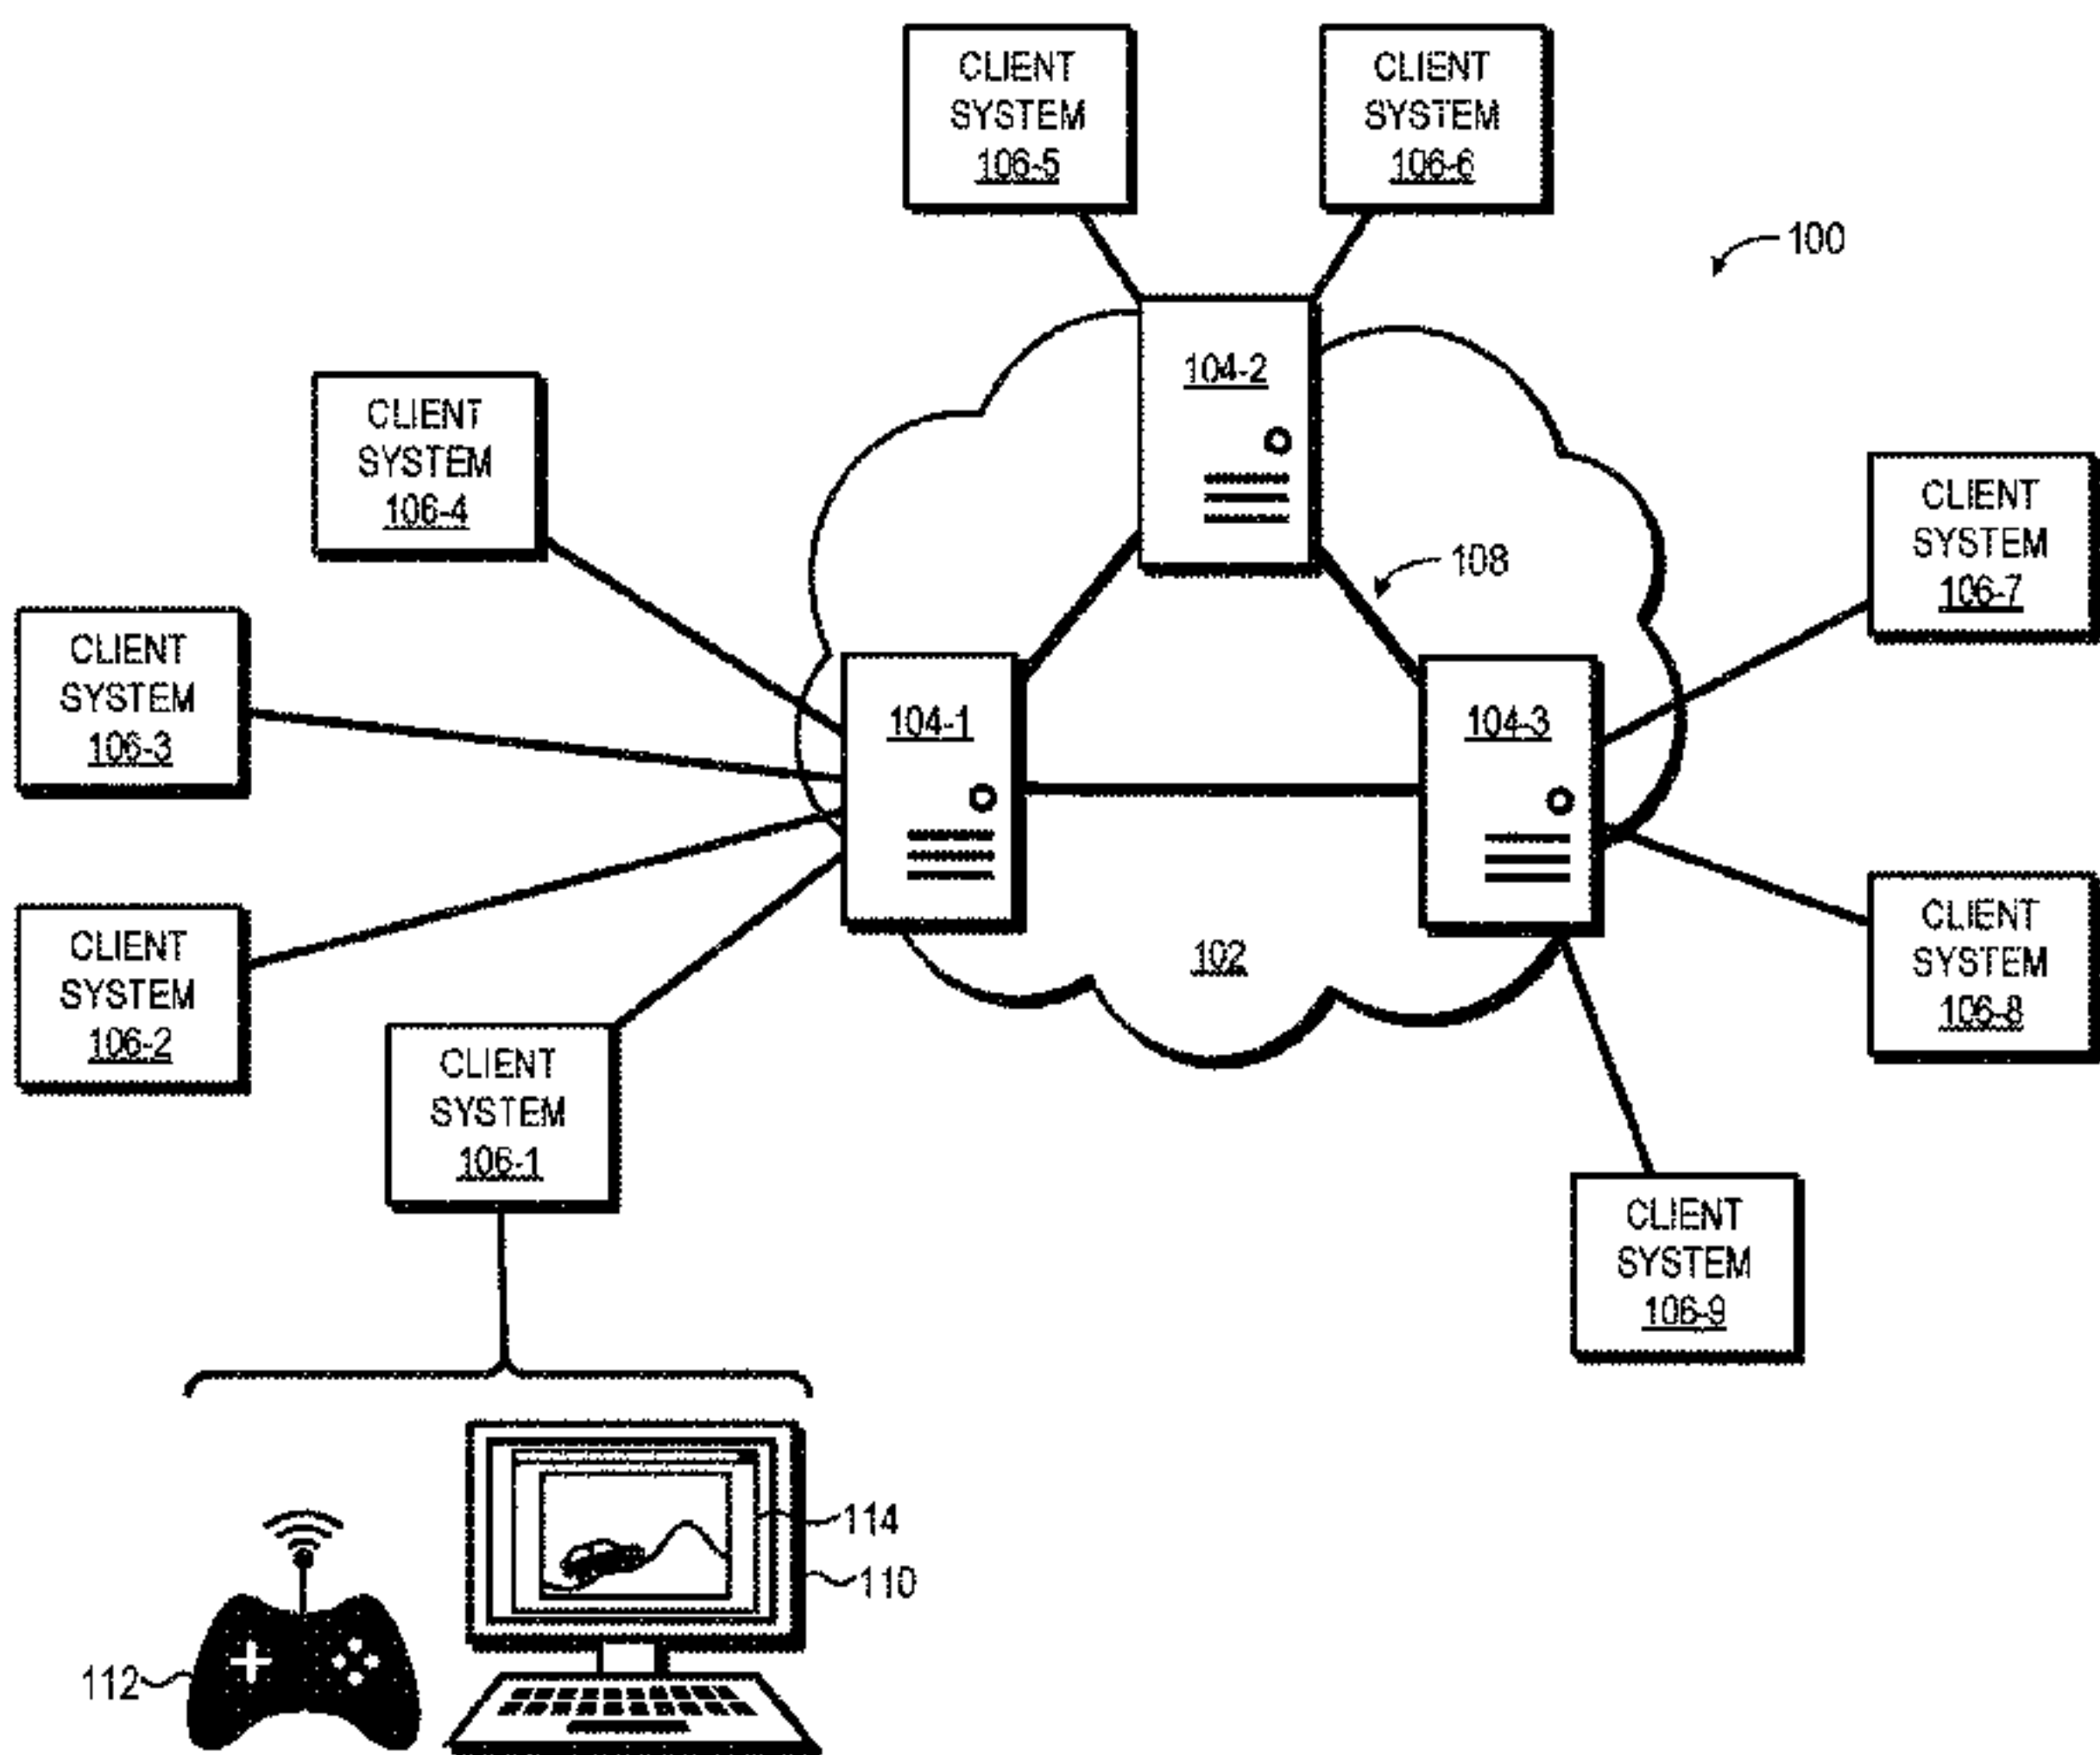 CLIENT
SYSTEM
106-5
CLIENT
SYSTEM
106-6
100
104-2
CLIENT
SYSTEM
106-4
CLIENT
SYSTEM
106-7
108
CLIENT
SYSTEM
106-3
104-1
104-3
CLIENT
SYSTEM
106-2
102
CLIENT
SYSTEM
106-8
CLIENT
SYSTEM
106-1
CLIENT
SYSTEM
106-9
114
110
112